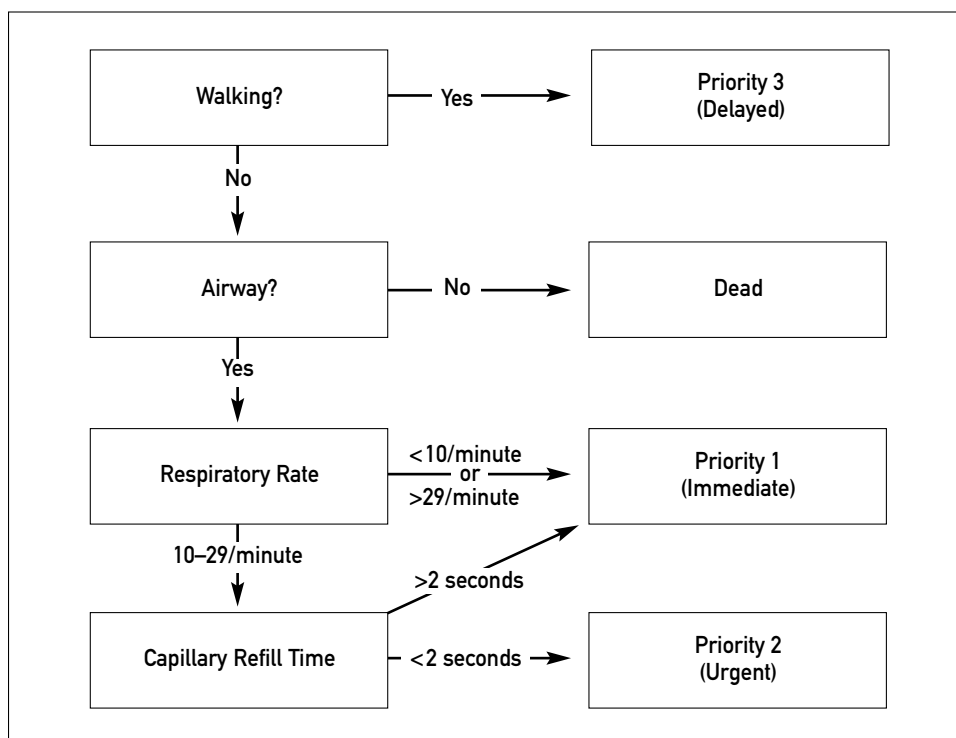 Walking?
Yes
Priority 3
(Delayed)
No
Airway?
No
Dead
Yes
Respiratory Rate
<10/minute
or
>29/minute
Priority 1
(Immediate)
10–29/minute
>2 seconds
Capillary Refill Time
<2 seconds
Priority 2
(Urgent)